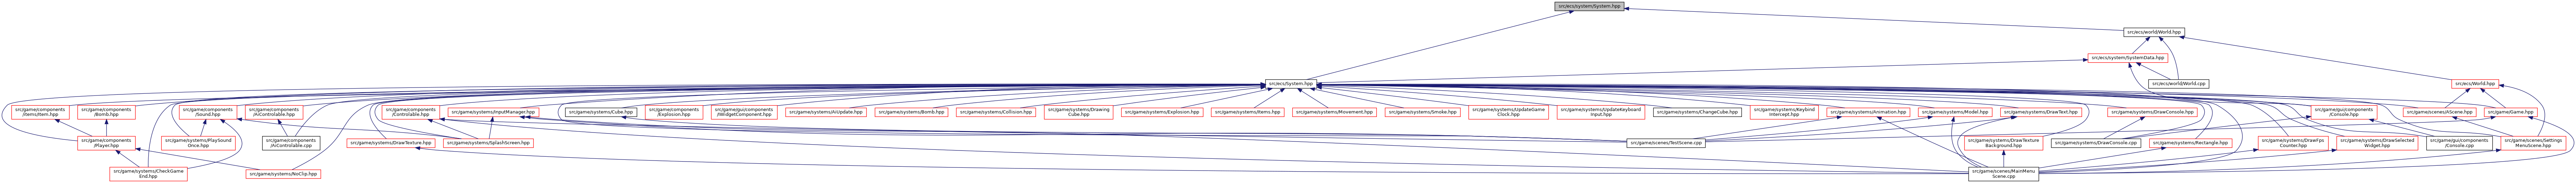 src/ecs/system/System.hpp
src/ecs/world/World.hpp
src/ecs/system/SystemData.hpp
src/ecs/System.hpp
src/ecs/world/World.cpp
src/ecs/World.hpp
src/game/components
/items/Item.hpp
src/game/components
/Bomb.hpp
src/game/components
/Sound.hpp
src/game/components
/AiControlable.hpp
src/game/components
/Controlable.hpp
src/game/systems/InputManager.hpp
src/game/systems/Cube.hpp
src/game/components
/Explosion.hpp
src/game/gui/components
/IWidgetComponent.hpp
src/game/systems/AIUpdate.hpp
src/game/systems/Bomb.hpp
src/game/systems/Collision.hpp
src/game/systems/Drawing
Cube.hpp
src/game/systems/Explosion.hpp
src/game/systems/Items.hpp
src/game/systems/Movement.hpp
src/game/systems/Smoke.hpp
src/game/systems/UpdateGame
Clock.hpp
src/game/systems/UpdateKeyboard
Input.hpp
src/game/systems/ChangeCube.hpp
src/game/systems/Keybind
Intercept.hpp
src/game/systems/Animation.hpp
src/game/systems/Model.hpp
src/game/systems/DrawText.hpp
src/game/systems/DrawConsole.hpp
src/game/gui/components
/Console.hpp
src/game/scenes/AScene.hpp
src/game/Game.hpp
src/game/components
/Player.hpp
src/game/systems/PlaySound
Once.hpp
src/game/components
/AiControlable.cpp
src/game/systems/DrawTexture.hpp
src/game/systems/SplashScreen.hpp
src/game/scenes/TestScene.cpp
src/game/systems/DrawTexture
Background.hpp
src/game/systems/DrawConsole.cpp
src/game/systems/Rectangle.hpp
src/game/systems/DrawFps
Counter.hpp
src/game/systems/DrawSelected
Widget.hpp
src/game/gui/components
/Console.cpp
src/game/scenes/Settings
MenuScene.hpp
src/game/systems/CheckGame
End.hpp
src/game/systems/NoClip.hpp
src/game/scenes/MainMenu
Scene.cpp